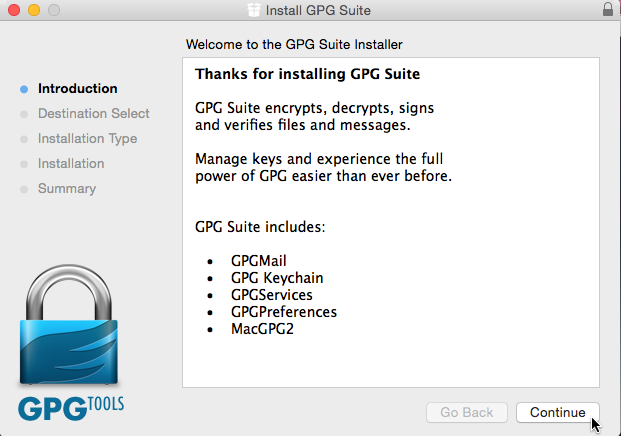 Install GPG Suite
Welcome to the GPG Suite Installer
Introduction
Destination Select
Installation Type
Installation
Summary
Thanks for installing GPG Suite
GPG Suite encrypts, decrypts, signs
and verifies files and messages.
Manage keys and experience the full
power of GPG easier than ever before.
GPG Suite includes:
• GPGMail
• GPG Keychain
• GPGServices
• GPGPreferences
• MacGPG2
GPGTOOLS
Go Back
Continue